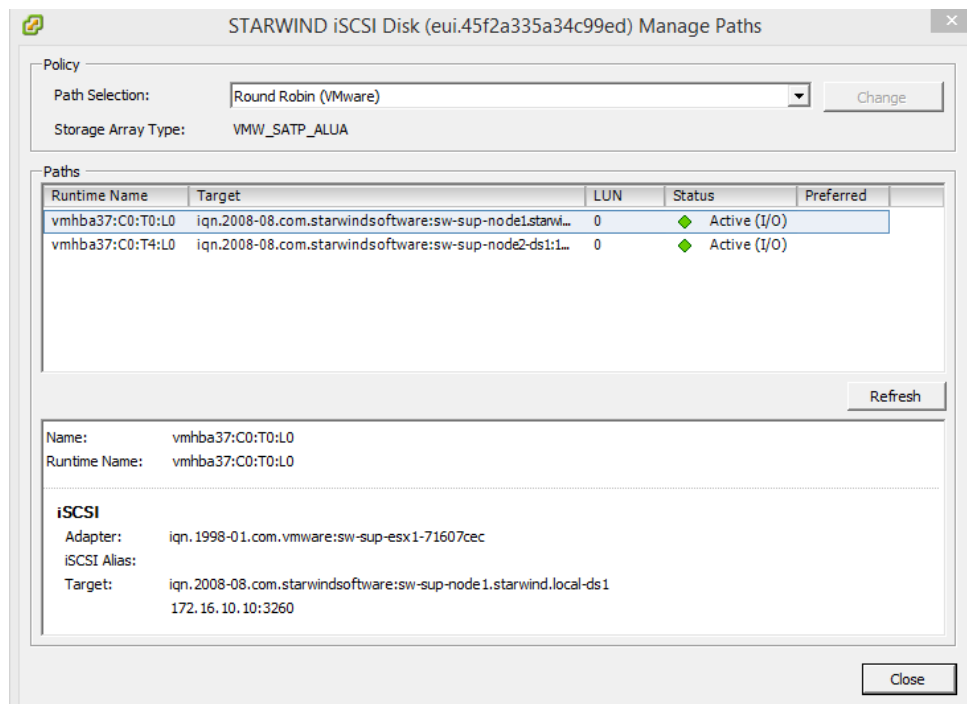 STARWIND iSCSI Disk (eui.45f2a335a34c99ed) Manage Paths
Policy
Path Selection: Round Robin (VMware) Change
Storage Array Type: VMW_SATP_ALUA
Paths
Runtime Name Target LUN Status Preferred
vmhba37:C0:T0:L0 iqn.2008-08.com.starwindsoftware:sw-sup-node1.starwi... 0 Active (I/O)
vmhba37:C0:T4:L0 iqn.2008-08.com.starwindsoftware:sw-sup-node2-ds1:1... 0 Active (I/O)
Refresh
Name: vmhba37:C0:T0:L0
Runtime Name: vmhba37:C0:T0:L0
iSCSI
Adapter: iqn.1998-01.com.vmware:sw-sup-esx1-71607cec
iSCSI Alias:
Target: iqn.2008-08.com.starwindsoftware:sw-sup-node1.starwind.local-ds1
172.16.10.10:3260
Close